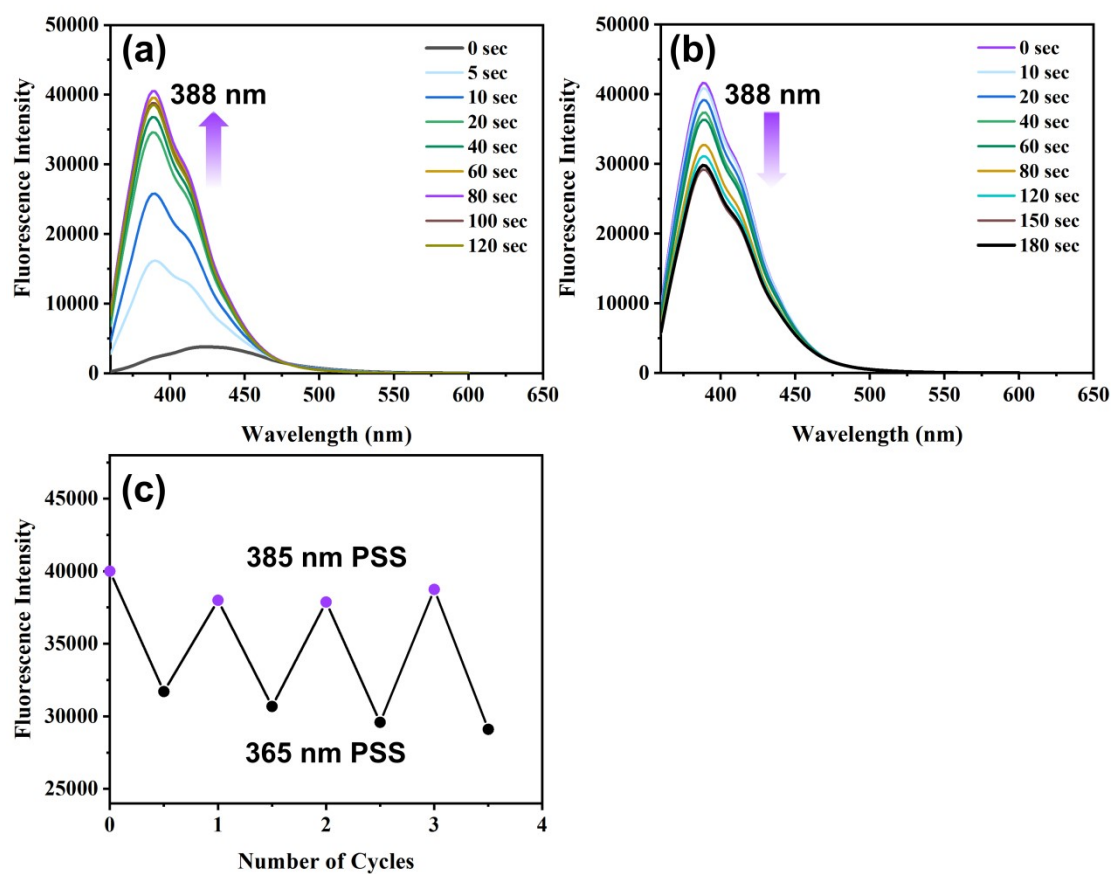 (a)
388 nm
0 sec
5 sec
10 sec
20 sec
40 sec
60 sec
80 sec
100 sec
120 sec
50000
40000
30000
20000
10000
0
Fluorescence Intensity
400 450 500 550 600 650
Wavelength (nm)
(b)
388 nm
0 sec
10 sec
20 sec
40 sec
60 sec
80 sec
120 sec
150 sec
180 sec
50000
40000
30000
20000
10000
0
Fluorescence Intensity
400 450 500 550 600 650
Wavelength (nm)
(c)
385 nm PSS
365 nm PSS
45000
40000
35000
30000
25000
Fluorescence Intensity
0 1 2 3 4
Number of Cycles